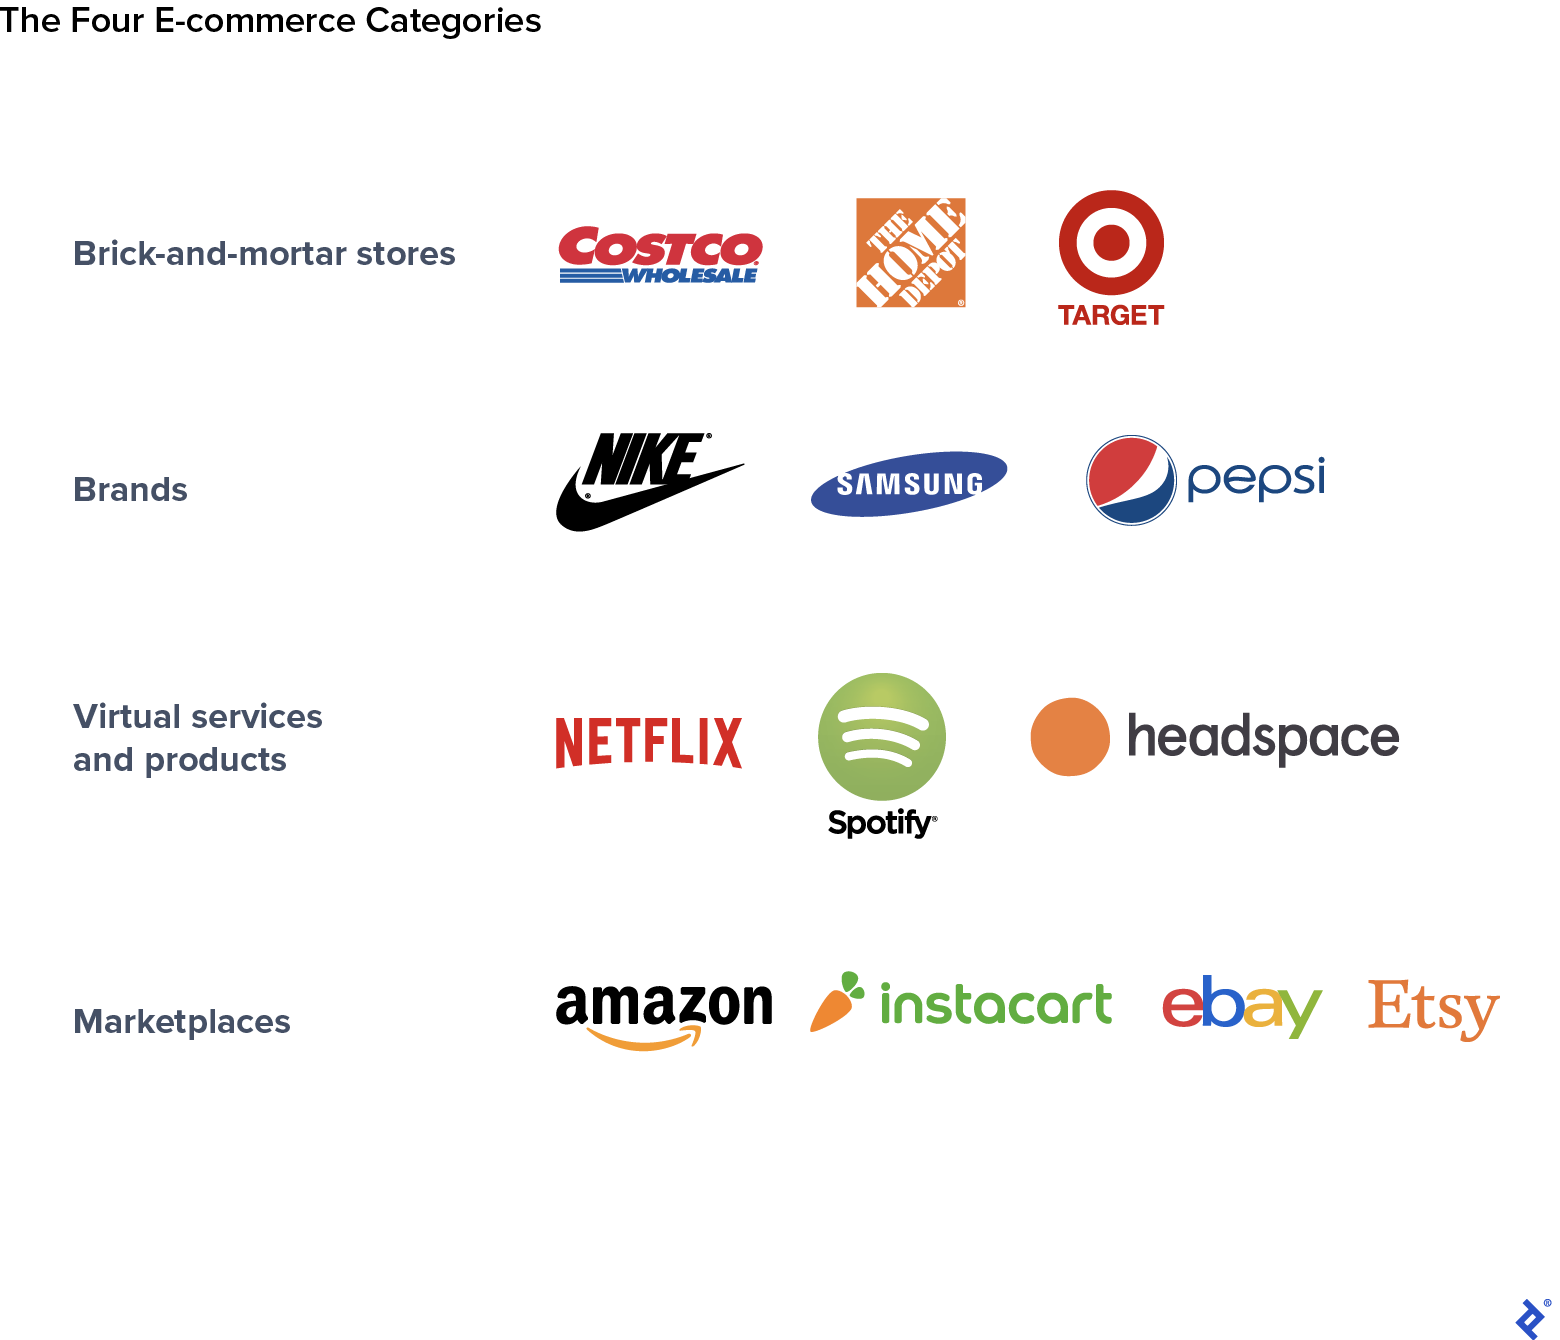 The Four E-commerce Categories
Brick-and-mortar stores
COSTCO
WHOLESALE
THE
HOME
DEPOT
®
TARGET
Brands
NIKE®
®
SAMSUNG
pepsi
Virtual services
and products
NETFLIX
Spotify®
headspace
Marketplaces
amazon
instacart
ebay
Etsy
®